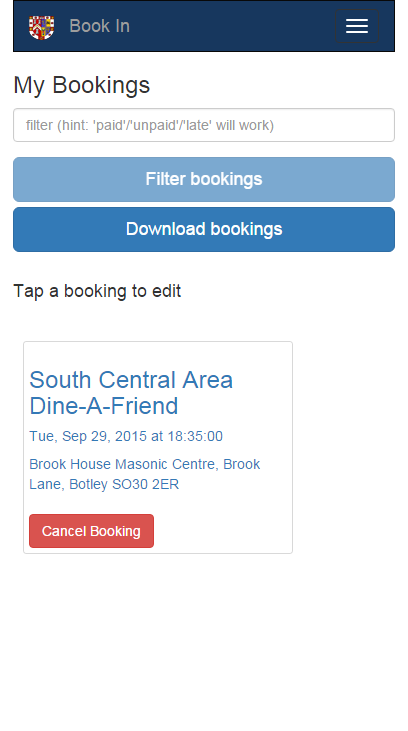 Book In
My Bookings
filter (hint: 'paid'/'unpaid'/'late' will work)
Filter bookings
Download bookings
Tap a booking to edit
South Central Area
Dine-A-Friend
Tue, Sep 29, 2015 at 18:35:00
Brook House Masonic Centre, Brook
Lane, Botley SO30 2ER
Cancel Booking